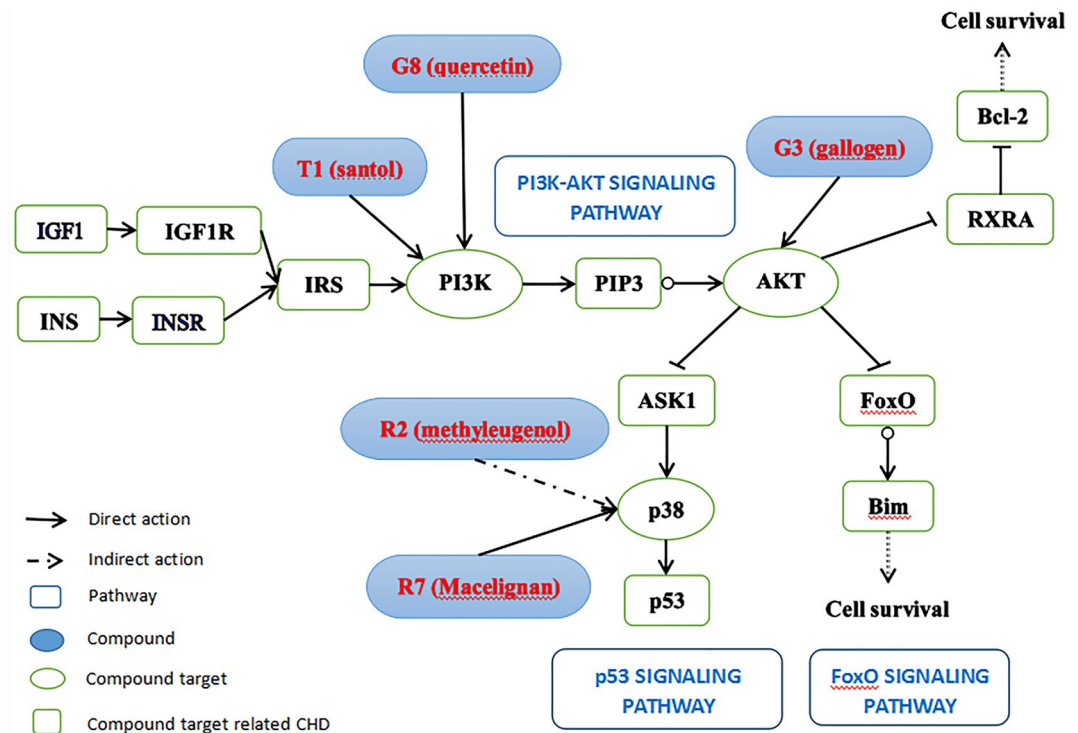 Cell survival
G8 (quercetin)
Bcl-2
T1 (santol)
G3 (gallogen)
PI3K-AKT SIGNALING
PATHWAY
RXRA
IGF1
IGF1R
IRS
PI3K
PIP3
AKT
INS
INSR
ASK1
FoxO
R2 (methyleugenol)
p38
Bim
R7 (Macelignan)
p53
Cell survival
Direct action
Indirect action
Pathway
Compound
Compound target
Compound target related CHD
p53 SIGNALING
PATHWAY
FoxO SIGNALING
PATHWAY